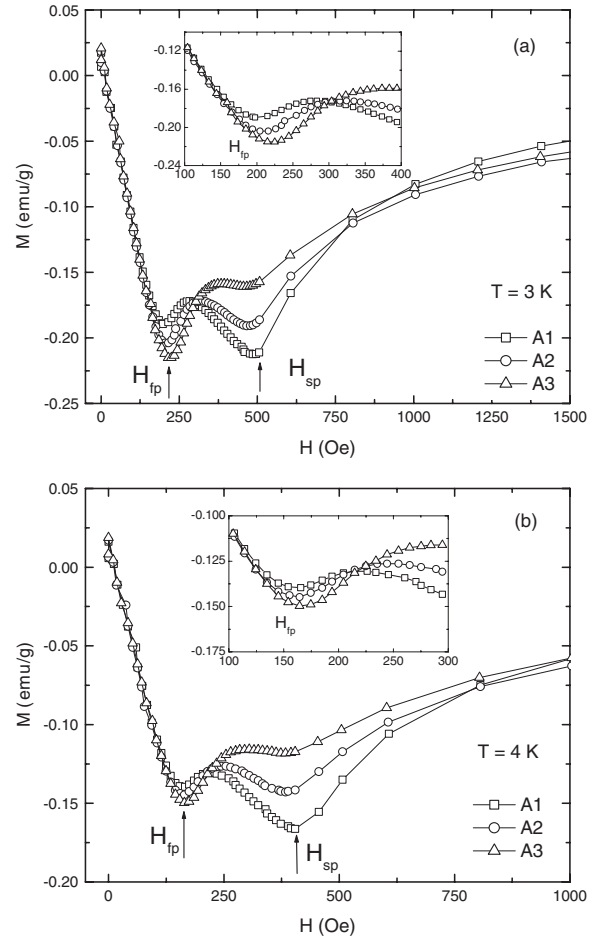 0.05
0.00
-0.05
-0.10
-0.15
-0.20
-0.25
M (emu/g)
0 250 500 750 1000 1250 1500
H (Oe)
-0.12
-0.16
-0.20
-0.24
100 150 200 250 300 350 400
H_fp
(a)
T = 3 K
A1
A2
A3
H_fp
H_sp
0.05
0.00
-0.05
-0.10
-0.15
-0.20
M (emu/g)
0 250 500 750 1000
H (Oe)
-0.100
-0.125
-0.150
-0.175
100 150 200 250 300
H_fp
(b)
T = 4 K
A1
A2
A3
H_fp
H_sp